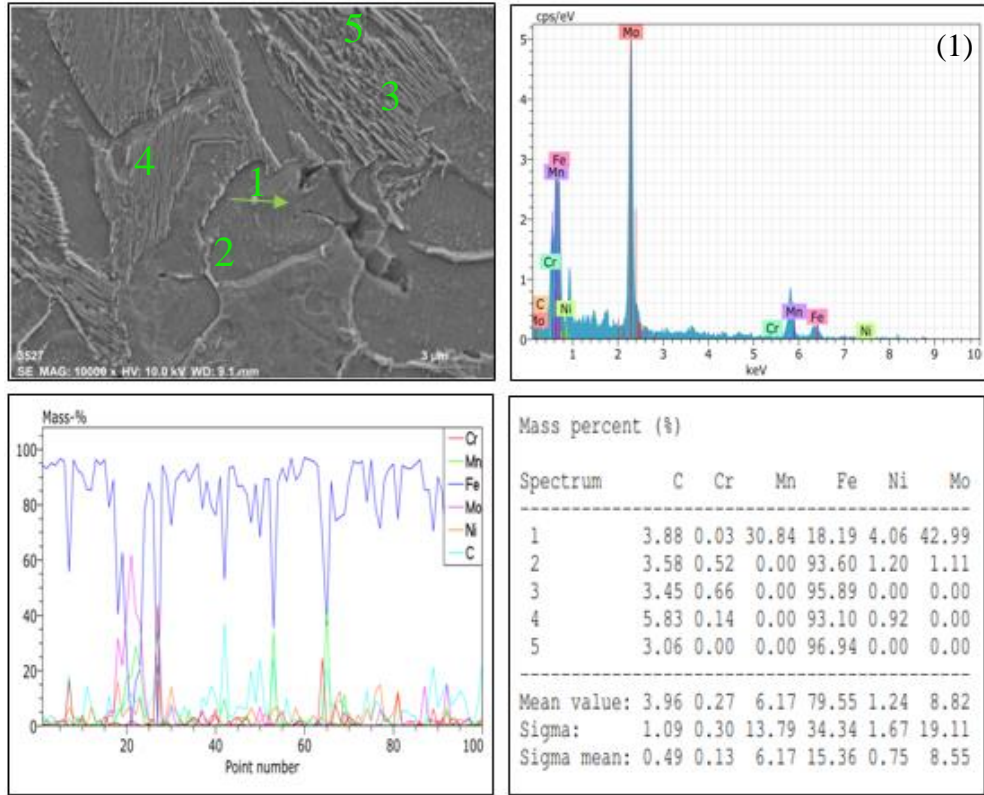 5
3
4
1
2
3527
3 µm
SE MAG: 10000 x HV: 10.0 kV WD: 9.1 mm
cps/eV
(1)
Mo
5
4
Fe
3
Mn
2
Cr
1
C
Ni
Mo
Mn
Cr
Fe
Ni
0
1 2 3 4 5 6 7 8 9 10
keV
Mass-%
Cr
Mn
Fe
Mo
Ni
C
100
80
60
40
20
0
20 40 60 80 100
Point number
Mass percent (%)
Spectrum C Cr Mn Fe Ni Mo
1 3.88 0.03 30.84 18.19 4.06 42.99
2 3.58 0.52 0.00 93.60 1.20 1.11
3 3.45 0.66 0.00 95.89 0.00 0.00
4 5.83 0.14 0.00 93.10 0.92 0.00
5 3.06 0.00 0.00 96.94 0.00 0.00
Mean value: 3.96 0.27 6.17 79.55 1.24 8.82
Sigma: 1.09 0.30 13.79 34.34 1.67 19.11
Sigma mean: 0.49 0.13 6.17 15.36 0.75 8.55